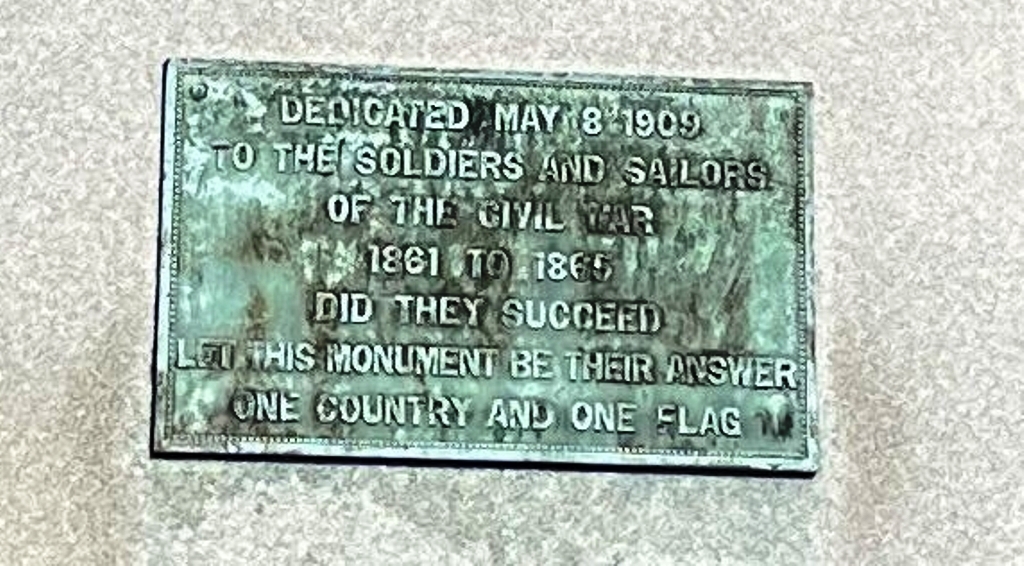 DEDICATED MAY 8 1909
TO THE SOLDIERS AND SAILORS
OF THE CIVIL WAR
1861 TO 1865
DID THEY SUCCEED
LET THIS MONUMENT BE THEIR ANSWER
ONE COUNTRY AND ONE FLAG